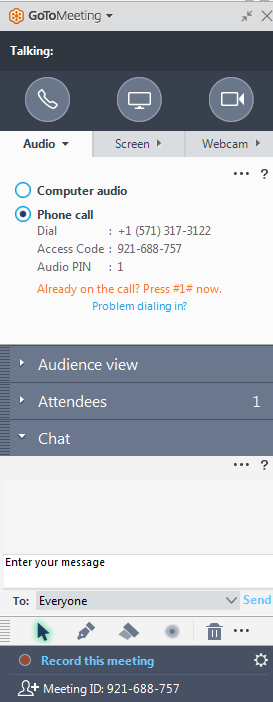 GoToMeeting
Talking:
Audio Screen Webcam
... ?
Computer audio
Phone call
Dial : +1 (571) 317-3122
Access Code : 921-688-757
Audio PIN : 1
Already on the call? Press #1# now.
Problem dialing in?
Audience view
Attendees 1
Chat
... ?
Enter your message
To: Everyone Send
...
Record this meeting
Meeting ID: 921-688-757